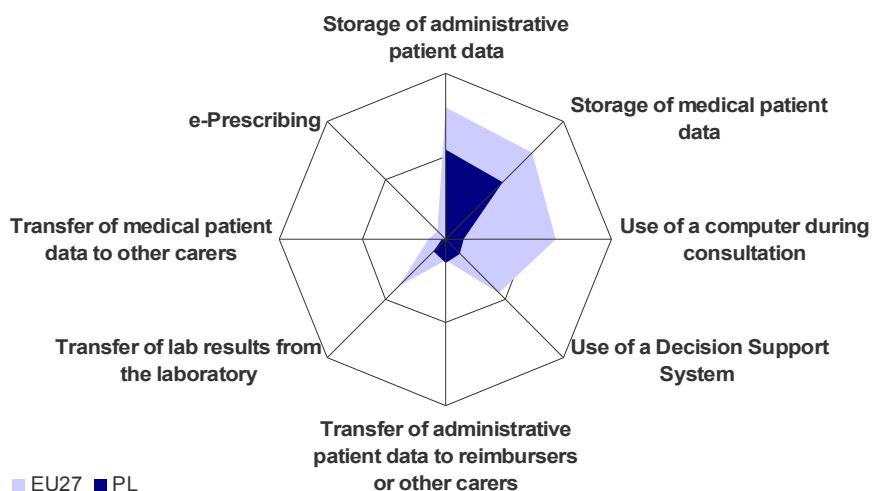 Storage of administrative
patient data
Storage of medical patient
data
Use of a computer during
consultation
Use of a Decision Support
System
Transfer of administrative
patient data to reimbursers
or other carers
Transfer of lab results from
the laboratory
Transfer of medical patient
data to other carers
e-Prescribing
EU27 PL